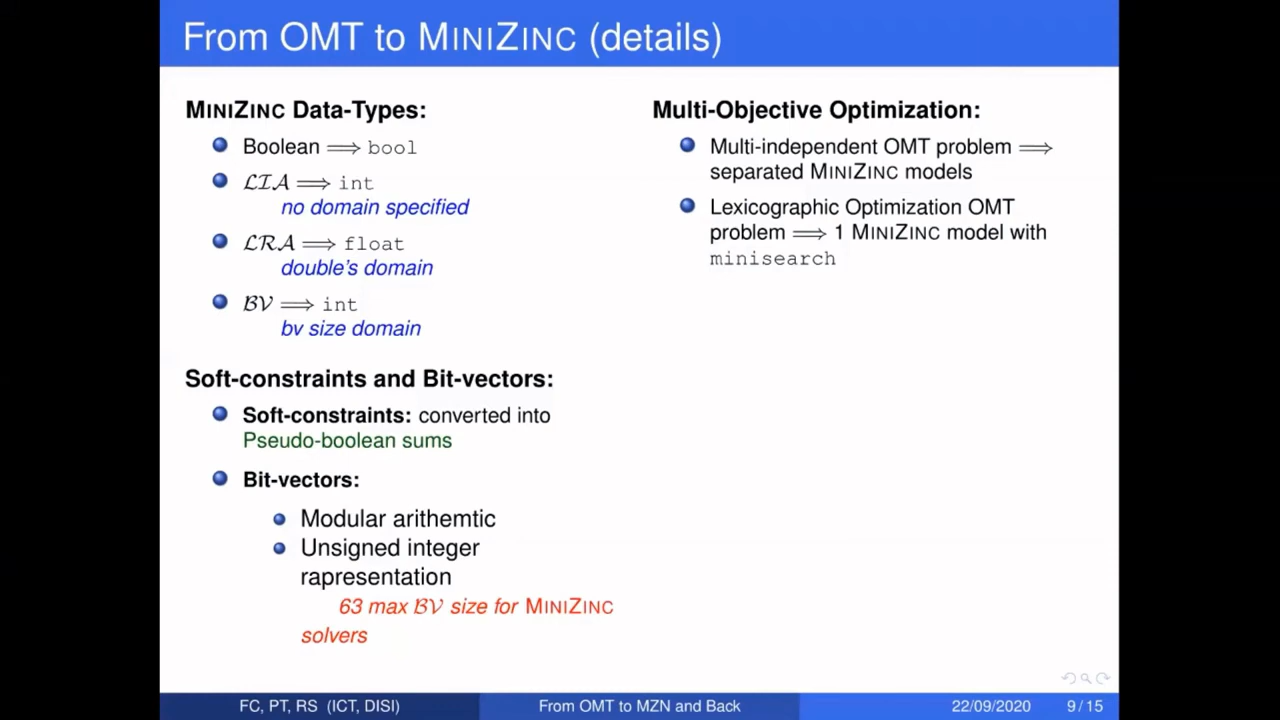 From OMT to MINIZINC (details)
MINIZINC Data-Types:
Boolean ⟹ bool
LIA ⟹ int
no domain specified
LRA ⟹ float
double's domain
BV ⟹ int
bv size domain
Soft-constraints and Bit-vectors:
Soft-constraints: converted into
Pseudo-boolean sums
Bit-vectors:
Modular arithemtic
Unsigned integer
rapresentation
63 max BV size for MINIZINC
solvers
Multi-Objective Optimization:
Multi-independent OMT problem ⟹
separated MINIZINC models
Lexicographic Optimization OMT
problem ⟹ 1 MINIZINC model with
minisearch
FC, PT, RS (ICT, DISI)
From OMT to MZN and Back
22/09/2020
9 / 15